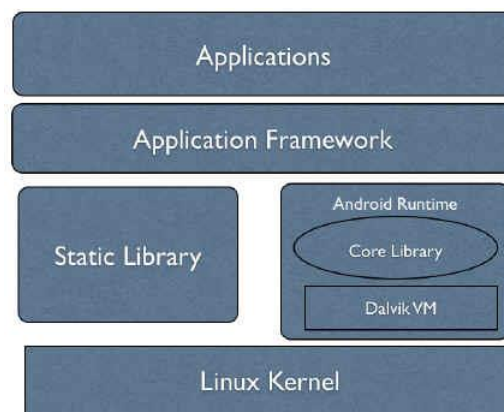 Applications
Application Framework
Static Library
Android Runtime
Core Library
Dalvik VM
Linux Kernel